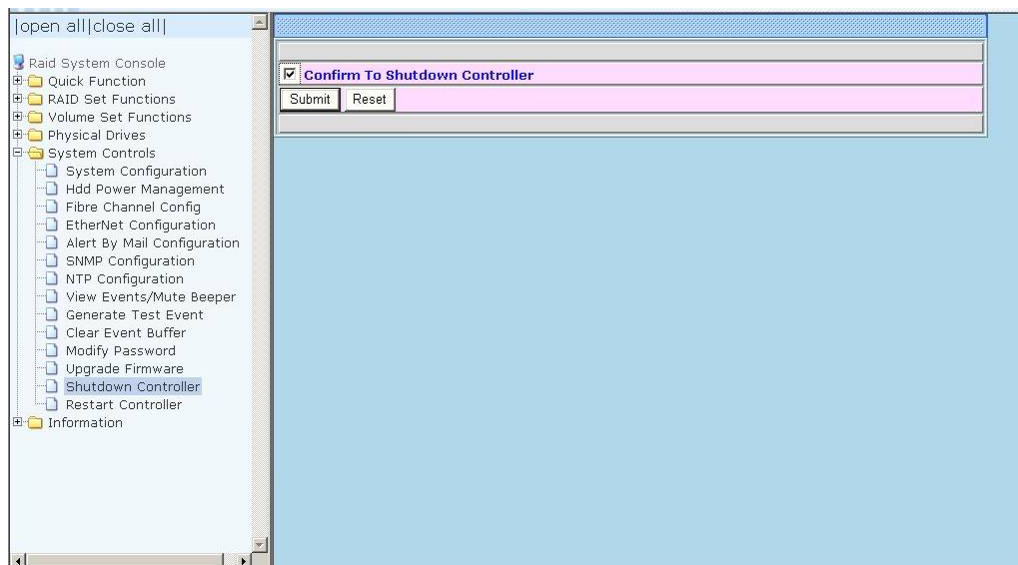 |open all|close all|
Raid System Console
Quick Function
RAID Set Functions
Volume Set Functions
Physical Drives
System Controls
System Configuration
Hdd Power Management
Fibre Channel Config
EtherNet Configuration
Alert By Mail Configuration
SNMP Configuration
NTP Configuration
View Events/Mute Beeper
Generate Test Event
Clear Event Buffer
Modify Password
Upgrade Firmware
Shutdown Controller
Restart Controller
Information
Confirm To Shutdown Controller
Submit Reset